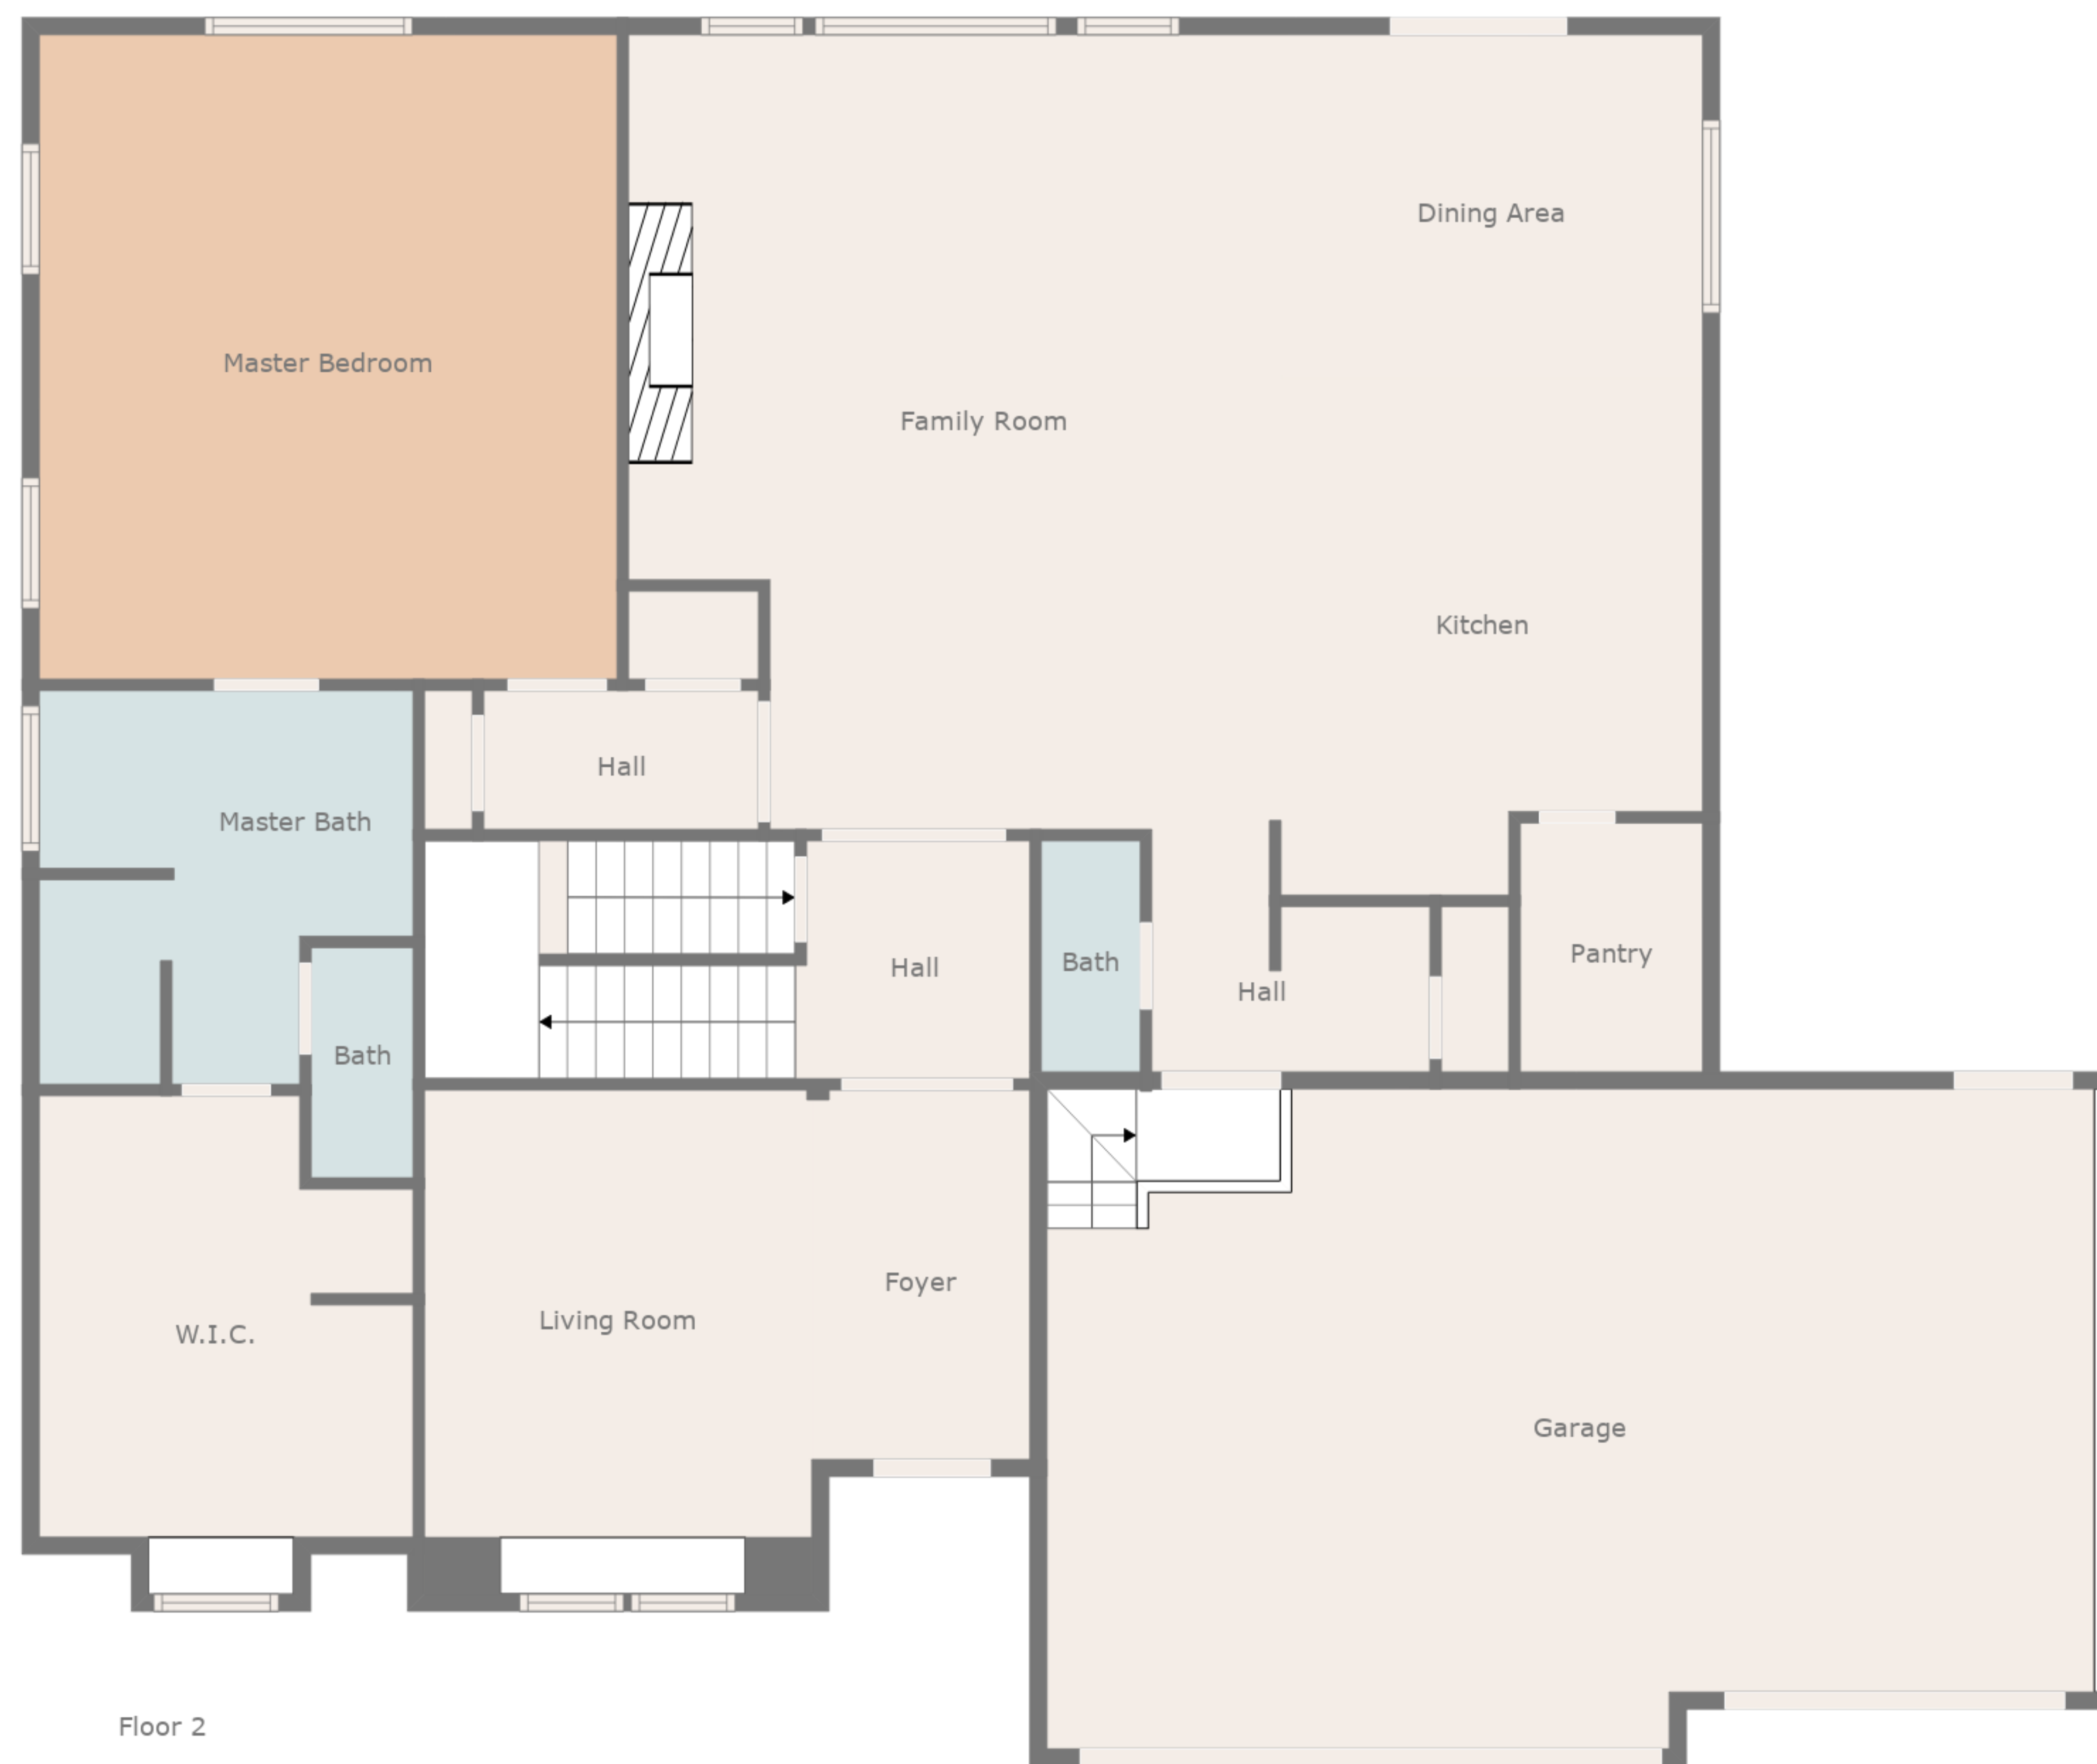 Dining Area
Master Bedroom
Family Room
Kitchen
Hall
Master Bath
Pantry
Bath
Hall
Hall
Bath
Foyer
Living Room
W.I.C.
Garage
Floor 2